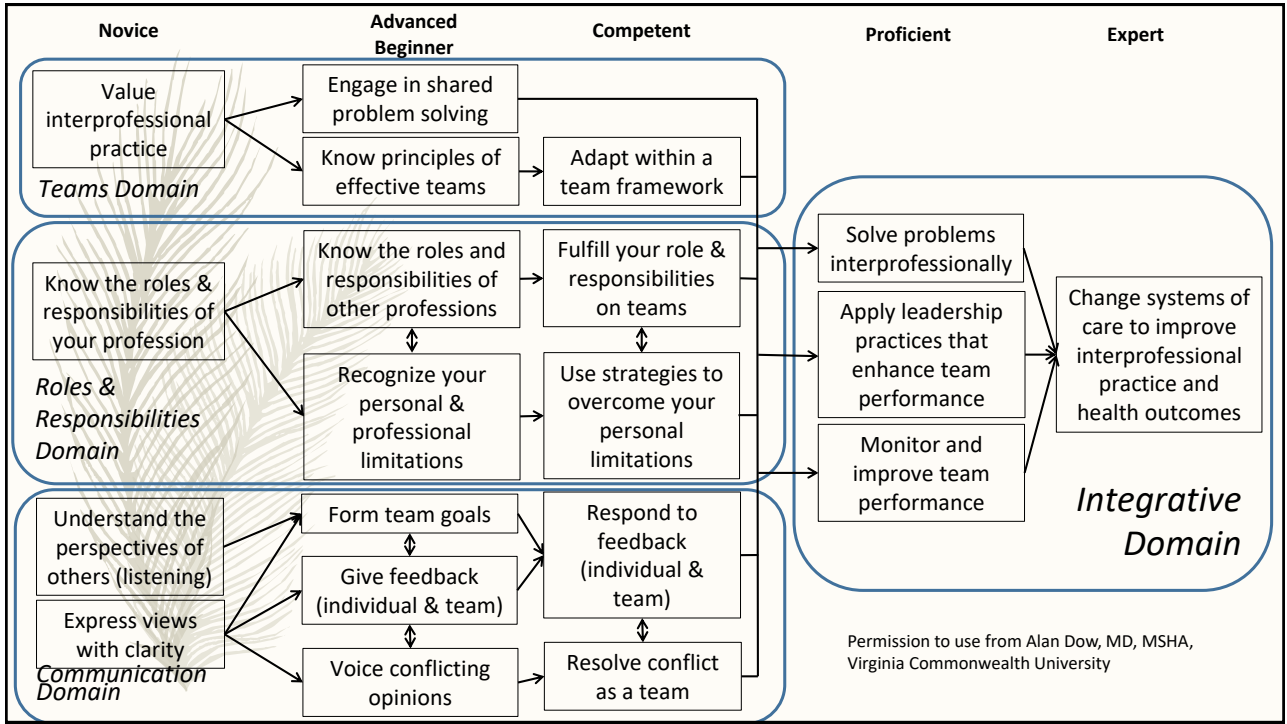 Novice
Advanced
Beginner
Competent
Proficient
Expert
Value
interprofessional
practice
Teams Domain
Engage in shared
problem solving
Know principles of
effective teams
Adapt within a
team framework
Know the roles &
responsibilities of
your profession
Roles &
Responsibilities
Domain
Know the roles and
responsibilities of
other professions
Recognize your
personal &
professional
limitations
Fulfill your role &
responsibilities
on teams
Use strategies to
overcome your
personal
limitations
Understand the
perspectives of
others (listening)
Express views
with clarity
Communication
Domain
Form team goals
Give feedback
(individual & team)
Voice conflicting
opinions
Respond to
feedback
(individual &
team)
Resolve conflict
as a team
Solve problems
interprofessionally
Apply leadership
practices that
enhance team
performance
Monitor and
improve team
performance
Change systems of
care to improve
interprofessional
practice and
health outcomes
Integrative
Domain
Permission to use from Alan Dow, MD, MSHA,
Virginia Commonwealth University